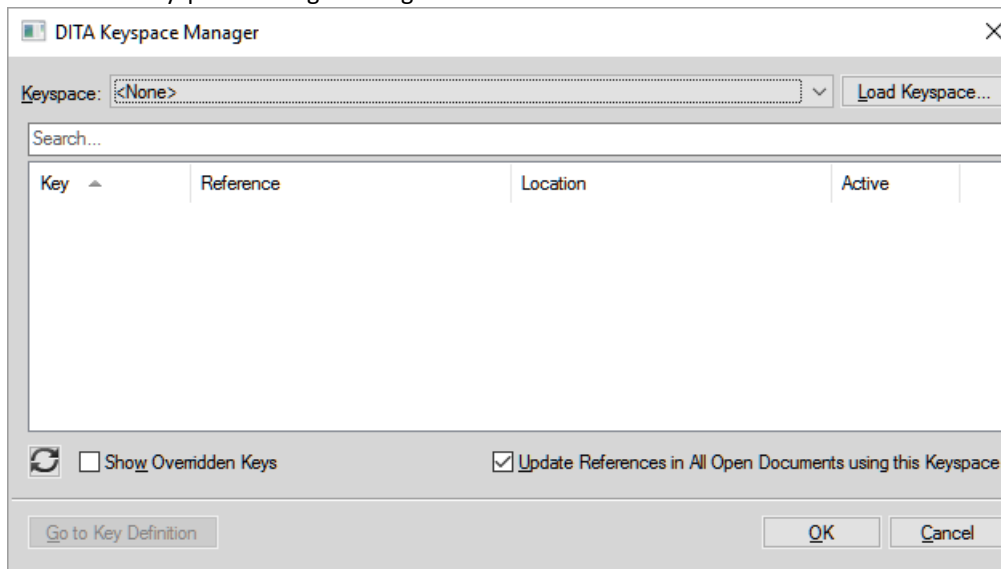 DITA Keyspace Manager
Keyspace: <None> Load Keyspace...
Search...
Key Reference Location Active
Show Overridden Keys Update References in All Open Documents using this Keyspace
Go to Key Definition OK Cancel